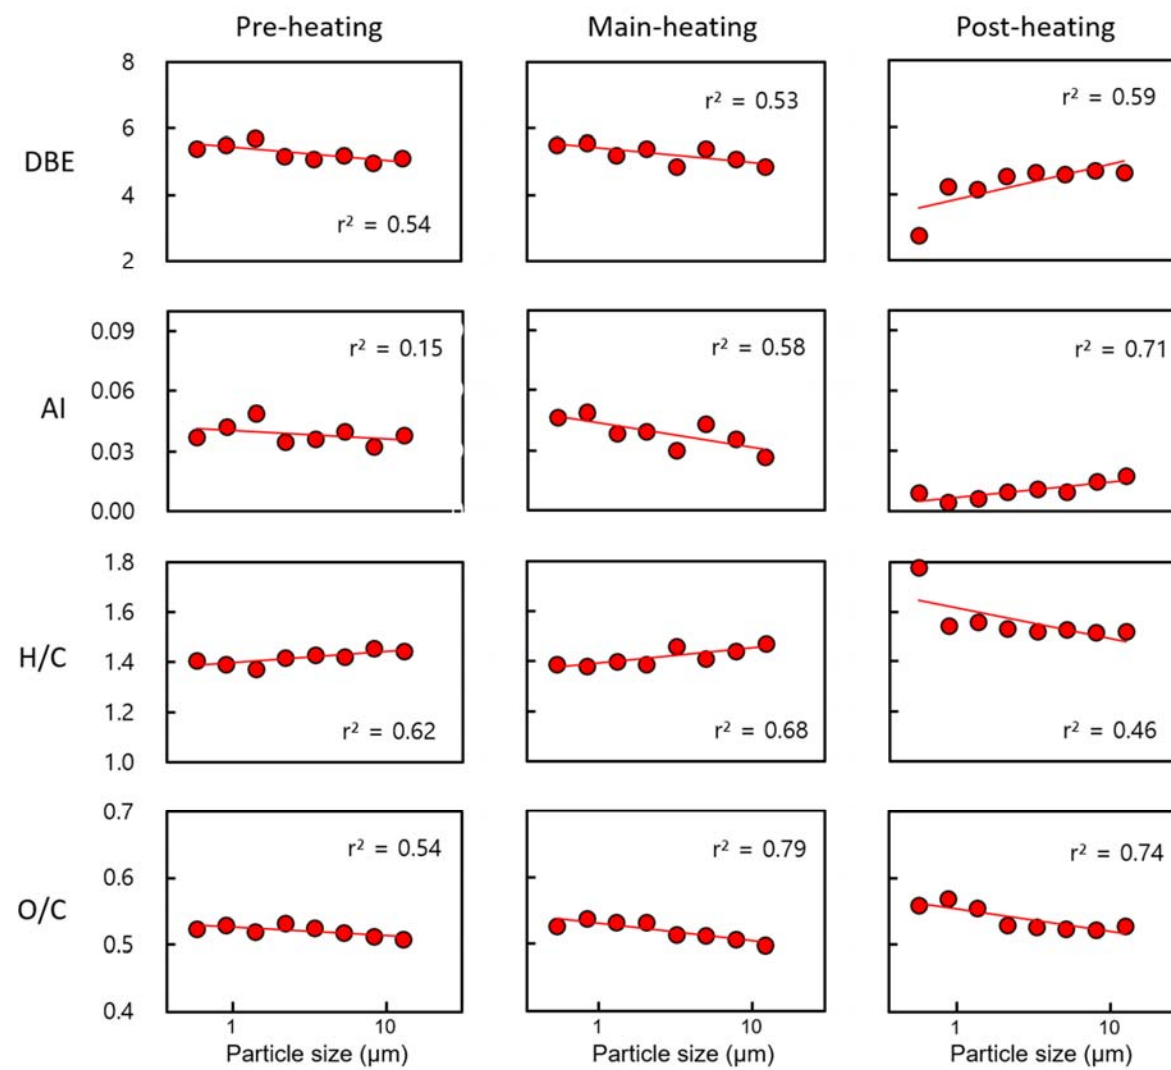 Pre-heating Main-heating Post-heating
DBE
8
6
4
2
r² = 0.54
r² = 0.53
r² = 0.59
AI
0.09
0.06
0.03
0.00
r² = 0.15
r² = 0.58
r² = 0.71
H/C
1.8
1.6
1.4
1.2
1.0
r² = 0.62
r² = 0.68
r² = 0.46
O/C
0.7
0.6
0.5
0.4
r² = 0.54
r² = 0.79
r² = 0.74
1 10 1 10 1 10
Particle size (μm) Particle size (μm) Particle size (μm)